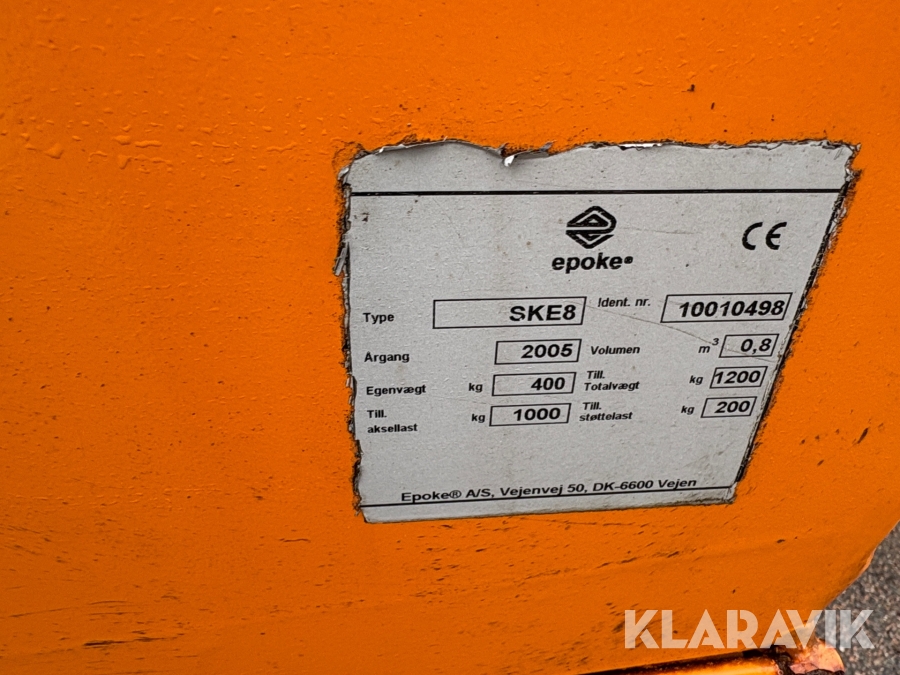 epoke®
CE
Type SKE8 Ident. nr. 10010498
Årgang 2005 Volumen m³ 0,8
Egenvægt kg 400 Till. Totalvægt kg 1200
Till. aksellast kg 1000 Till. støttelast kg 200
Epoke® A/S, Vejenvej 50, DK-6600 Vejen
KLARAVIK